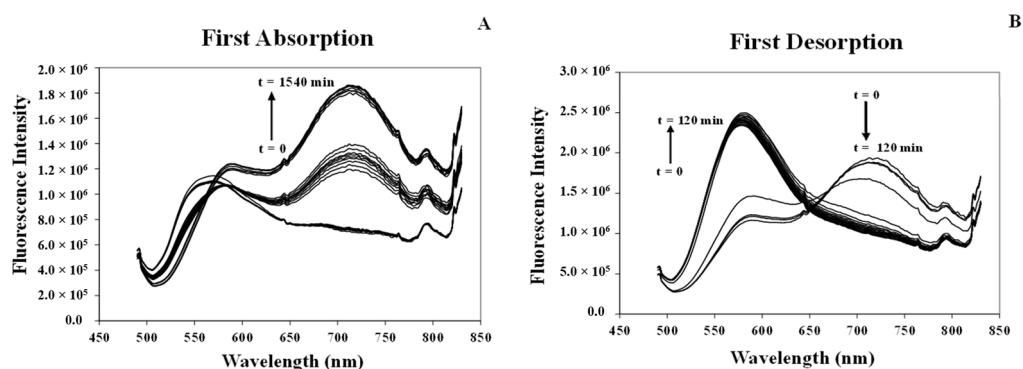 A
First Absorption
2.0 × 10⁶
1.8 × 10⁶
1.6 × 10⁶
1.4 × 10⁶
1.2 × 10⁶
1.0 × 10⁶
8.0 × 10⁵
6.0 × 10⁵
4.0 × 10⁵
2.0 × 10⁵
0.0
Fluorescence Intensity
t = 1540 min
t = 0
450 500 550 600 650 700 750 800 850
Wavelength (nm)
B
First Desorption
3.0 × 10⁶
2.5 × 10⁶
2.0 × 10⁶
1.5 × 10⁶
1.0 × 10⁶
5.0 × 10⁵
0.0
Fluorescence Intensity
t = 120 min
t = 0
t = 0
t = 120 min
450 500 550 600 650 700 750 800 850
Wavelength (nm)